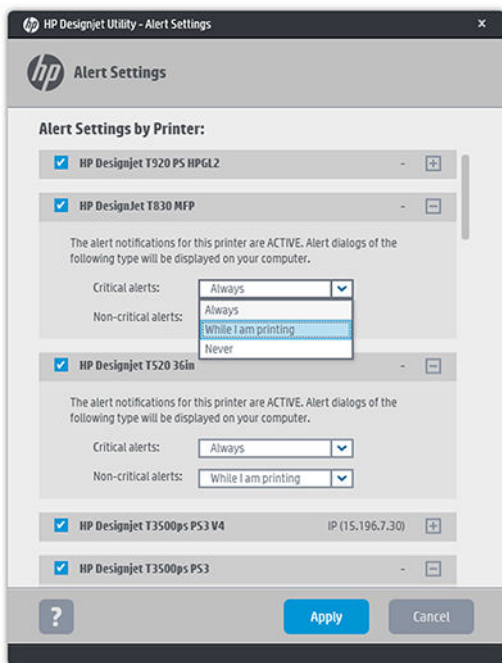 HP Designjet Utility - Alert Settings x
hp Alert Settings
Alert Settings by Printer:
HP Designjet T920 PS HPGL2 - +
HP DesignJet T830 MFP - -
The alert notifications for this printer are ACTIVE. Alert dialogs of the
following type will be displayed on your computer.
Critical alerts: Always
Always
Non-critical alerts: While I am printing
Never
HP Designjet T520 36in - -
The alert notifications for this printer are ACTIVE. Alert dialogs of the
following type will be displayed on your computer.
Critical alerts: Always
Non-critical alerts: While I am printing
HP Designjet T3500ps PS3 V4 IP (15.196.7.30) +
HP Designjet T3500ps PS3 - -
? Apply Cancel